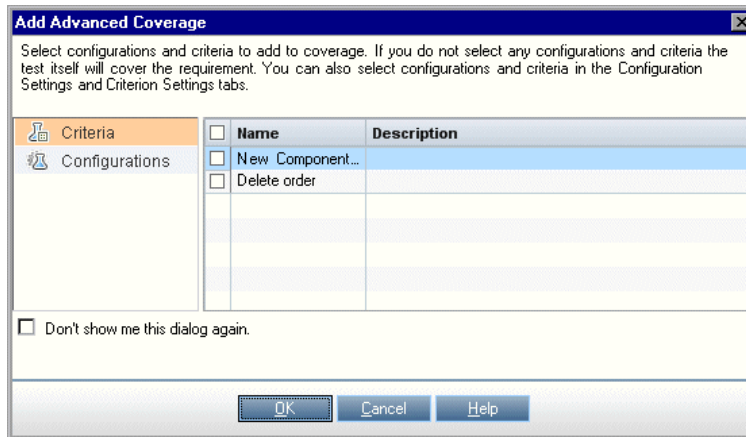 Add Advanced Coverage
Select configurations and criteria to add to coverage. If you do not select any configurations and criteria the
test itself will cover the requirement. You can also select configurations and criteria in the Configuration
Settings and Criterion Settings tabs.
Criteria
Configurations
Name Description
New Component...
Delete order
Don't show me this dialog again.
OK Cancel Help